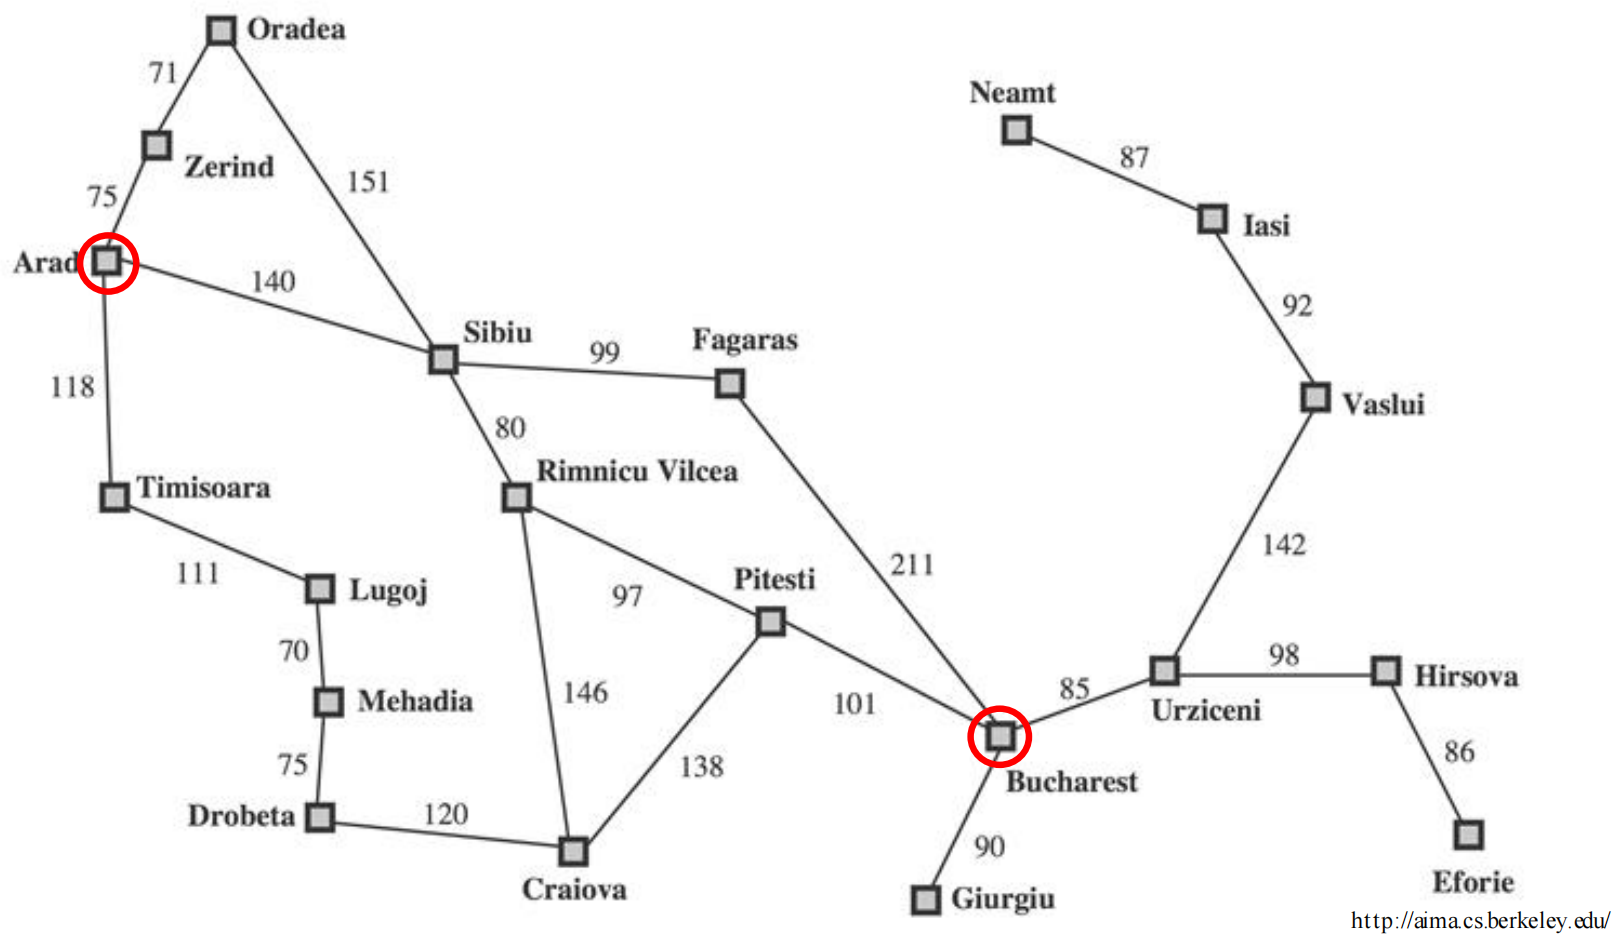 Oradea
71
Neamt
87
Zerind
151
75
Iasi
Arad
140
92
Sibiu
Fagaras
99
118
Vaslui
80
Rimnicu Vilcea
Timisoara
142
211
111
Pitesti
Lugoj
97
70
98
Hirsova
85
Mehadia
146
101
Urziceni
86
75
138
Bucharest
Drobeta
120
90
Craiova
Eforie
Giurgiu
http://aima.cs.berkeley.edu/